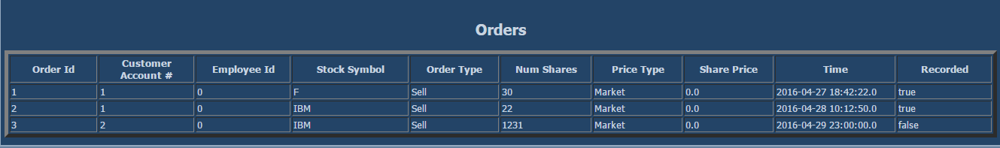 Orders
Order Id Customer Account # Employee Id Stock Symbol Order Type Num Shares Price Type Share Price Time Recorded
1 1 0 F Sell 30 Market 0.0 2016-04-27 18:42:22.0 true
2 1 0 IBM Sell 22 Market 0.0 2016-04-28 10:12:50.0 true
3 2 0 IBM Sell 1231 Market 0.0 2016-04-29 23:00:00.0 false